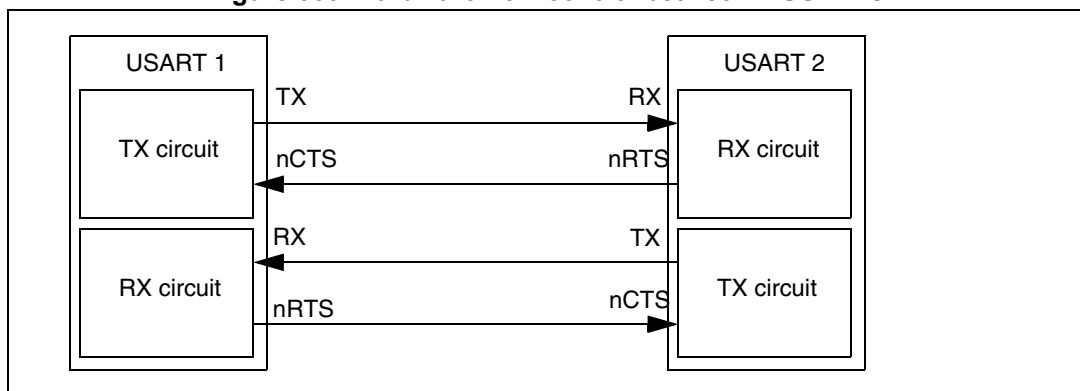 USART 1
USART 2
TX
RX
TX circuit
RX circuit
nCTS
nRTS
RX
TX
RX circuit
TX circuit
nRTS
nCTS